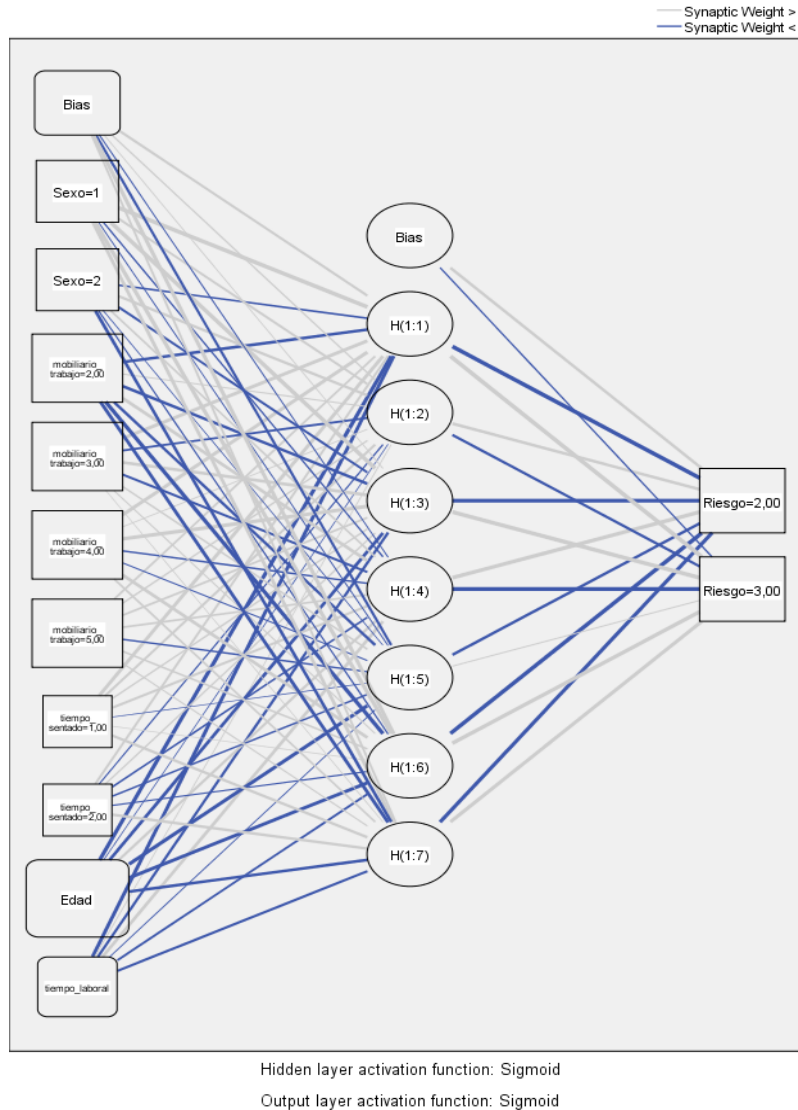 Synaptic Weight >
Synaptic Weight <
Bias
Sexo=1
Sexo=2
mobiliario
trabajo=2,00
mobiliario
trabajo=3,00
mobiliario
trabajo=4,00
mobiliario
trabajo=5,00
tiempo_
sentado=1,00
tiempo_
sentado=2,00
Edad
tiempo_laboral
Bias
H(1:1)
H(1:2)
H(1:3)
H(1:4)
H(1:5)
H(1:6)
H(1:7)
Riesgo=2,00
Riesgo=3,00
Hidden layer activation function: Sigmoid
Output layer activation function: Sigmoid